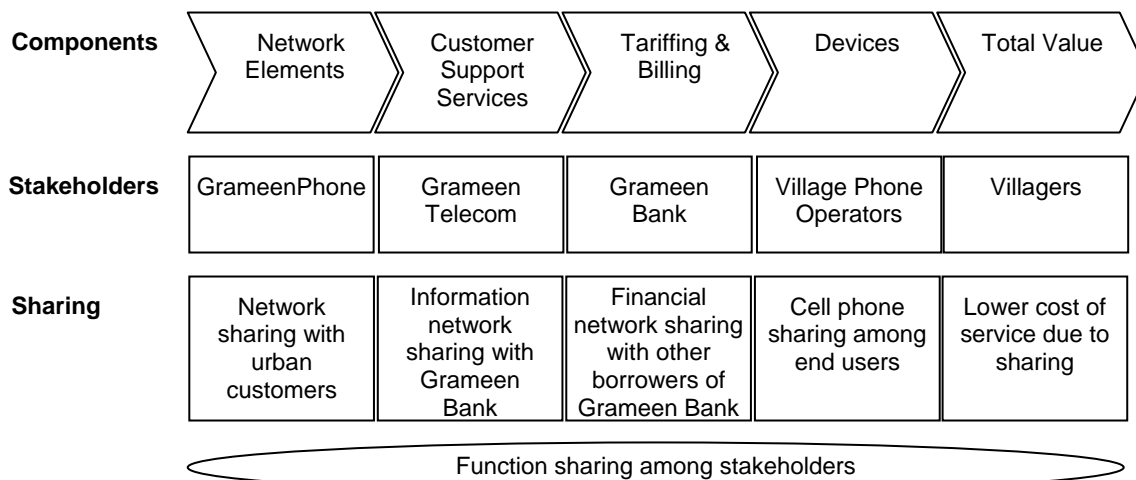 Components
Network
Elements
Customer
Support
Services
Tariffing &
Billing
Devices
Total Value
Stakeholders
GrameenPhone
Grameen
Telecom
Grameen
Bank
Village Phone
Operators
Villagers
Sharing
Network
sharing with
urban
customers
Information
network
sharing with
Grameen
Bank
Financial
network sharing
with other
borrowers of
Grameen Bank
Cell phone
sharing among
end users
Lower cost of
service due to
sharing
Function sharing among stakeholders